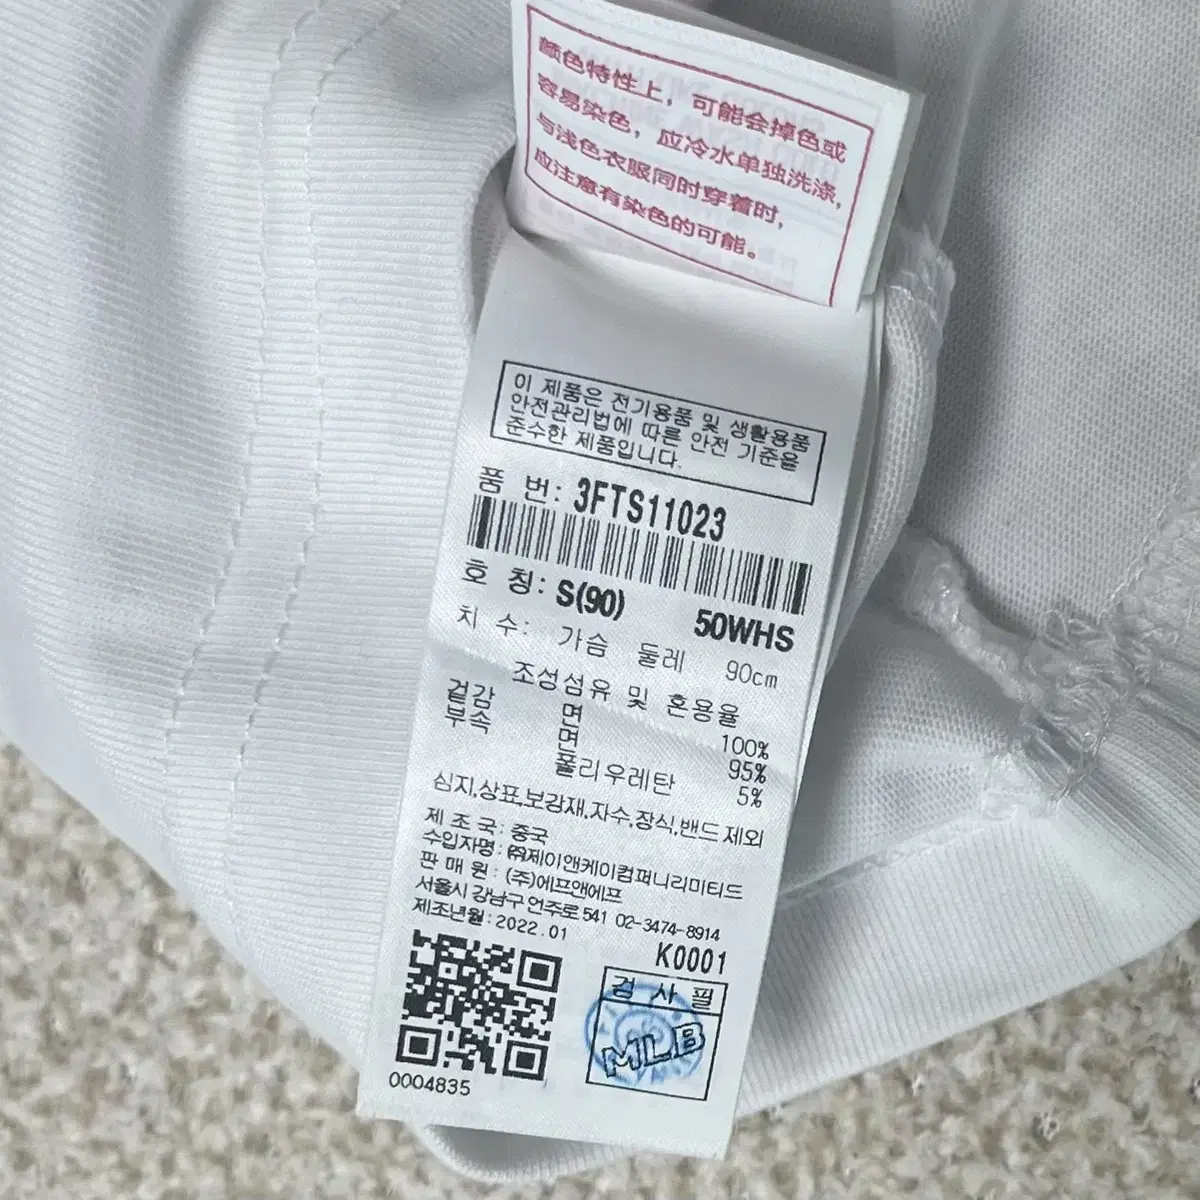 颜色特性上，可能会掉色或
容易染色，应冷水单独洗涤，
与浅色衣服同时穿着时，
应注意有染色的可能。
이 제품은 전기용품 및 생활용품
안전관리법에 따른 안전 기준을
준수한 제품입니다.
품 번: 3FTS11023
호 칭: S(90) 50WHS
치 수: 가슴 둘레 90cm
조성섬유 및 혼용율
겉감 면 100%
부속 면 95%
폴리우레탄 5%
심지,상표,보강재,자수,장식,밴드 제외
제 조 국: 중국
수입자명: ㈜제이앤케이컴퍼니리미티드
판 매 원: (주)에프앤에프
서울시 강남구 언주로 541 02-3474-8914
제조년월: 2022.01
K0001
검 사 필
MLB
0004835